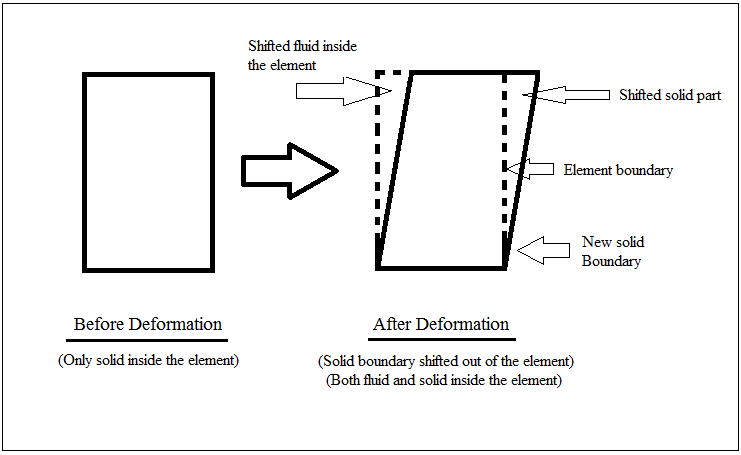 Shifted fluid inside
the element
Shifted solid part
Element boundary
New solid
Boundary
Before Deformation
(Only solid inside the element)
After Deformation
(Solid boundary shifted out of the element)
(Both fluid and solid inside the element)